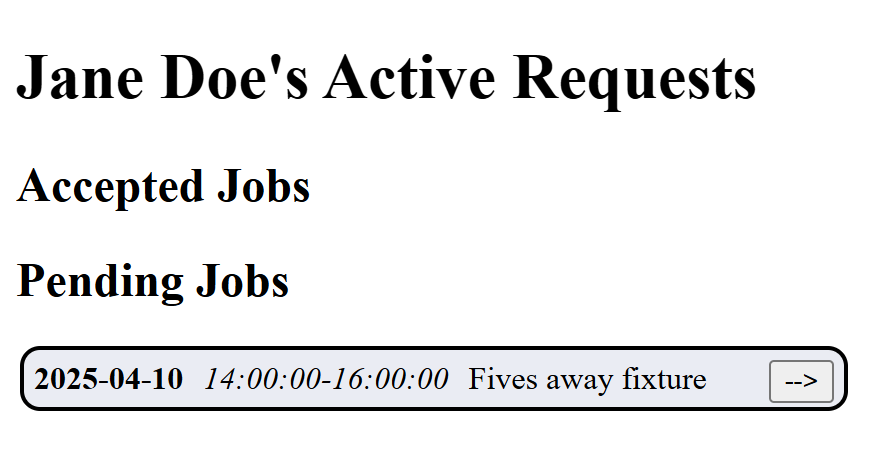 Jane Doe's Active Requests
Accepted Jobs
Pending Jobs
2025-04-10 14:00:00-16:00:00 Fives away fixture -->